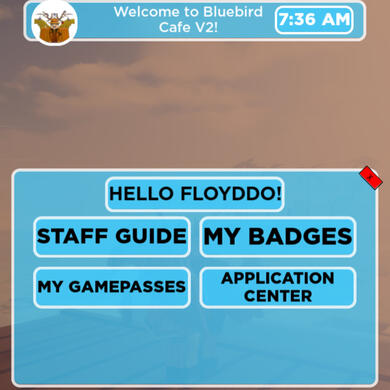 Welcome to Bluebird
Cafe V2!
7:36 AM
X
HELLO FLOYDDO!
STAFF GUIDE
MY BADGES
MY GAMEPASSES
APPLICATION
CENTER